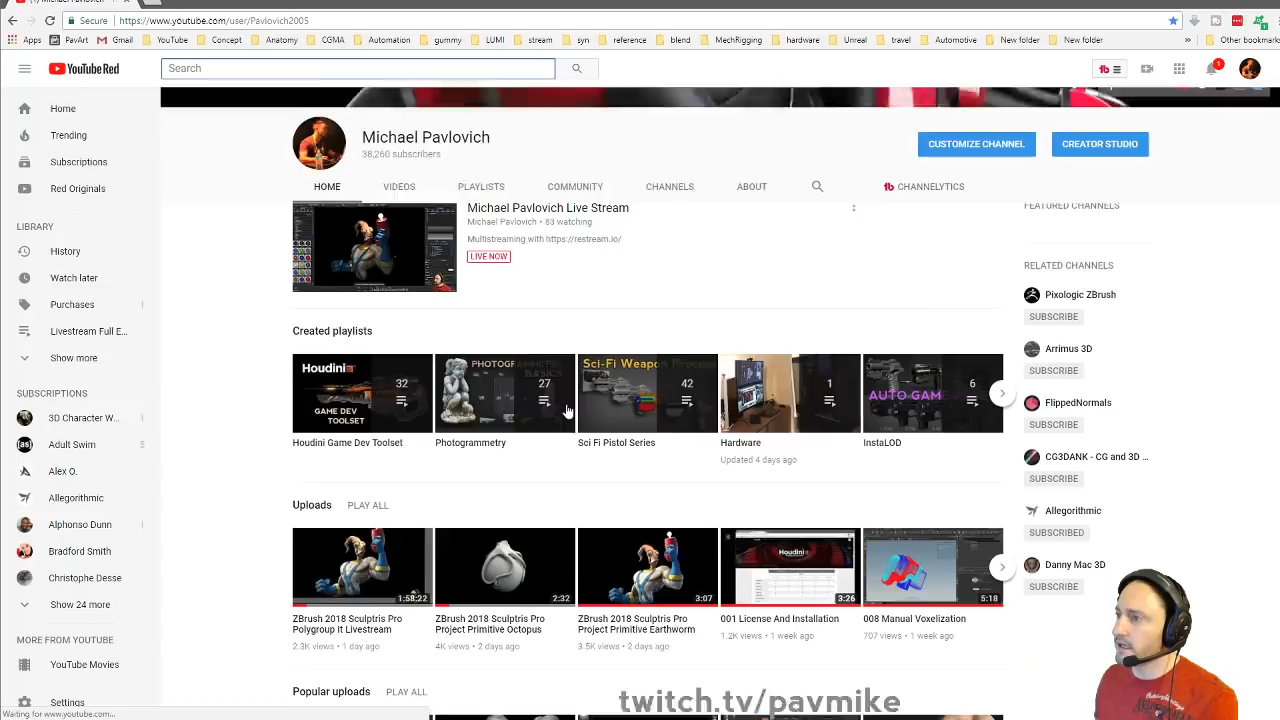 Secure
https://www.youtube.com/user/Pavlovich2005
Apps PavArt Gmail YouTube Concept Anatomy CGMA Automation gummy LUMI stream syn reference blend MechRigging hardware Unreal travel Automotive New folder New folder » Other bookmarks
YouTube Red
Search
1
Home
Trending
Subscriptions
Red Originals
LIBRARY
History
Watch later
Purchases
Livestream Full E...
Show more
SUBSCRIPTIONS
3D Character W...
Adult Swim 5
Allegorithmic
Alphonso Dunn
MORE FROM YOUTUBE
YouTube Movies
Settings
Waiting for www.youtube.com...
Michael Pavlovich
38,260 subscribers
CUSTOMIZE CHANNEL
CREATOR STUDIO
HOME VIDEOS PLAYLISTS COMMUNITY CHANNELS ABOUT CHANNELYTICS
Michael Pavlovich Live Stream
Michael Pavlovich • 83 watching
Multistreaming with https://restream.io/
LIVE NOW
Created playlists
Houdini
GAME DEV
TOOLSET
32
27
Sci-Fi Weapon
42
1
AUTO GAM
6
Houdini Game Dev Toolset
Photogrammetry
Sci Fi Pistol Series
Hardware
Updated 4 days ago
InstaLOD
Uploads PLAY ALL
1:58:22
2:32
3:07
Houdini
3:26
5:18
ZBrush 2018 Sculptris Pro
Polygroup It Livestream
2.3K views • 1 day ago
ZBrush 2018 Sculptris Pro
Project Primitive Octopus
4K views • 2 days ago
ZBrush 2018 Sculptris Pro
Project Primitive Earthworm
3.5K views • 2 days ago
001 License And Installation
1.2K views • 1 week ago
008 Manual Voxelization
707 views • 1 week ago
Popular uploads PLAY ALL
FEATURED CHANNELS
RELATED CHANNELS
Pixologic ZBrush
SUBSCRIBE
Arrimus 3D
SUBSCRIBE
FlippedNormals
SUBSCRIBE
CG3DANK - CG and 3D ...
SUBSCRIBE
Allegorithmic
SUBSCRIBED
Danny Mac 3D
SUBSCRIBE
twitch.tv/pavmike